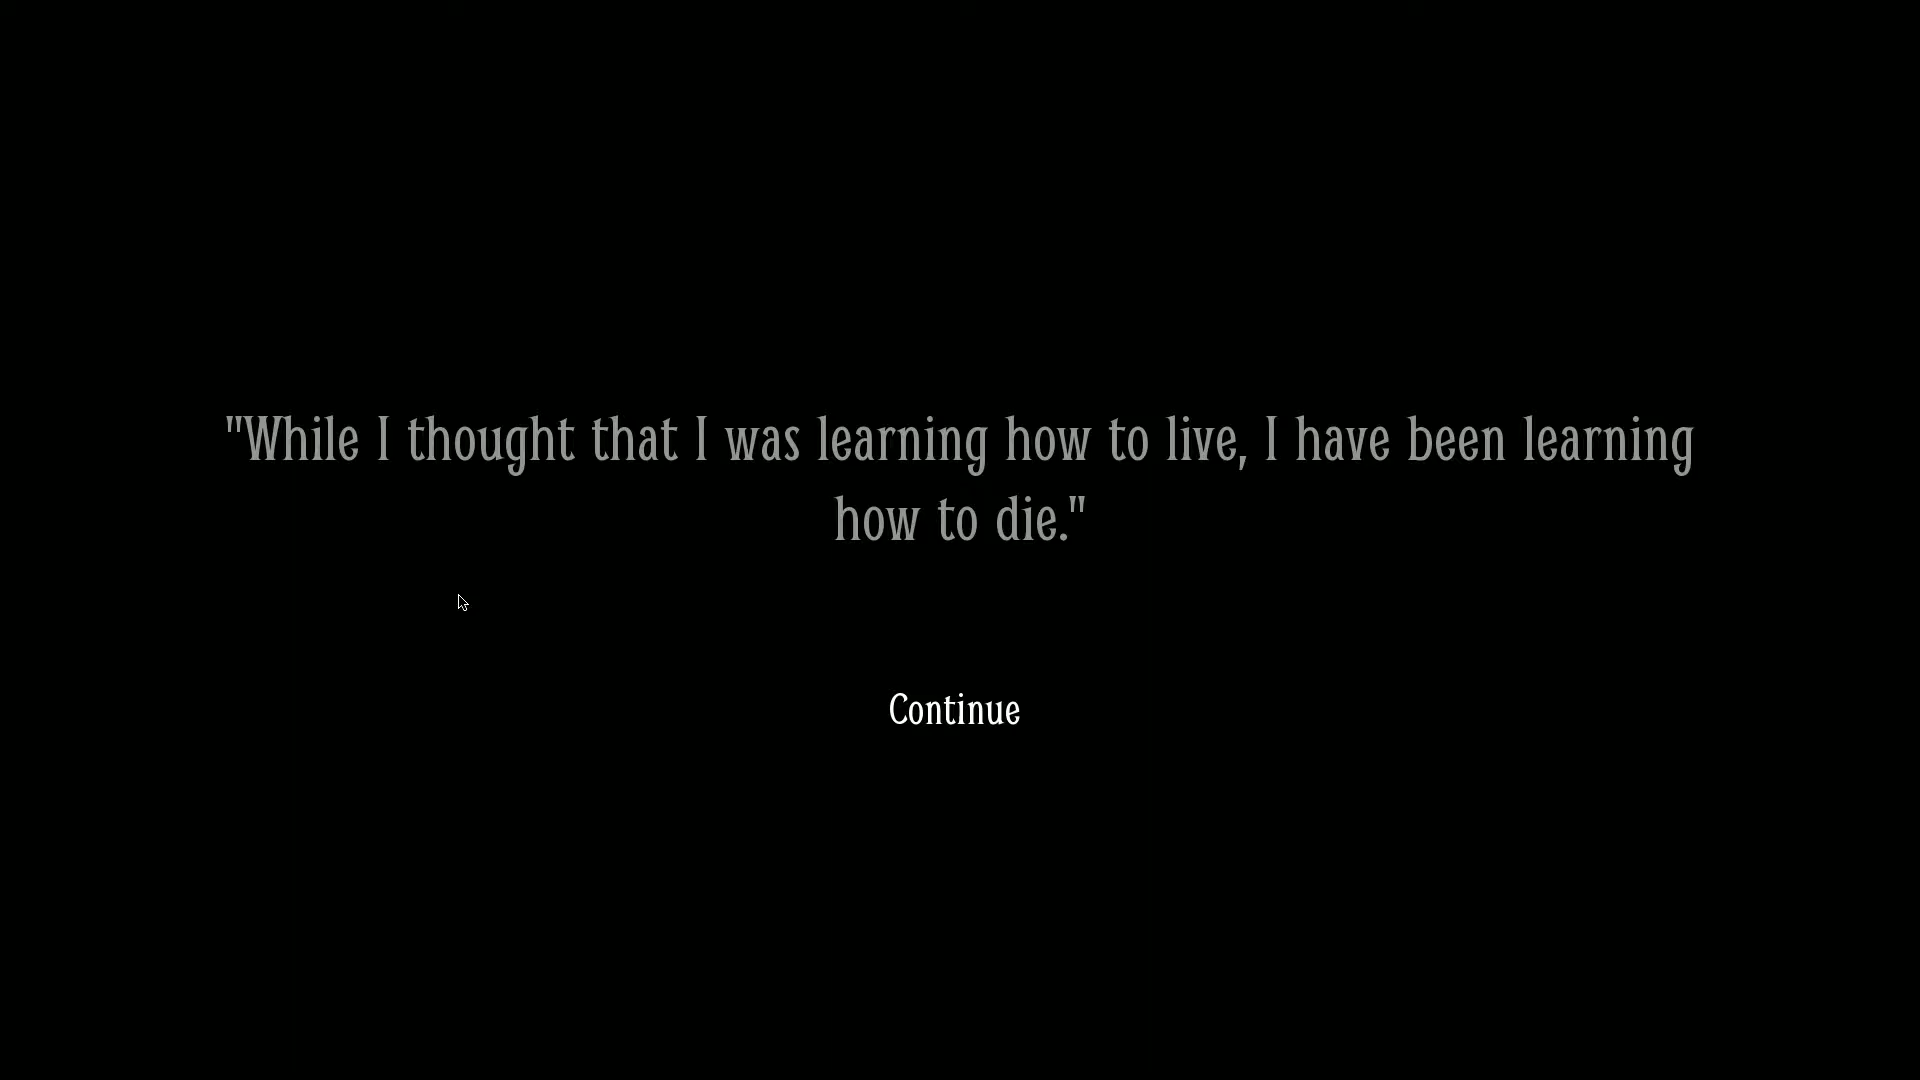 "While I thought that I was learning how to live, I have been learning
how to die."
Continue